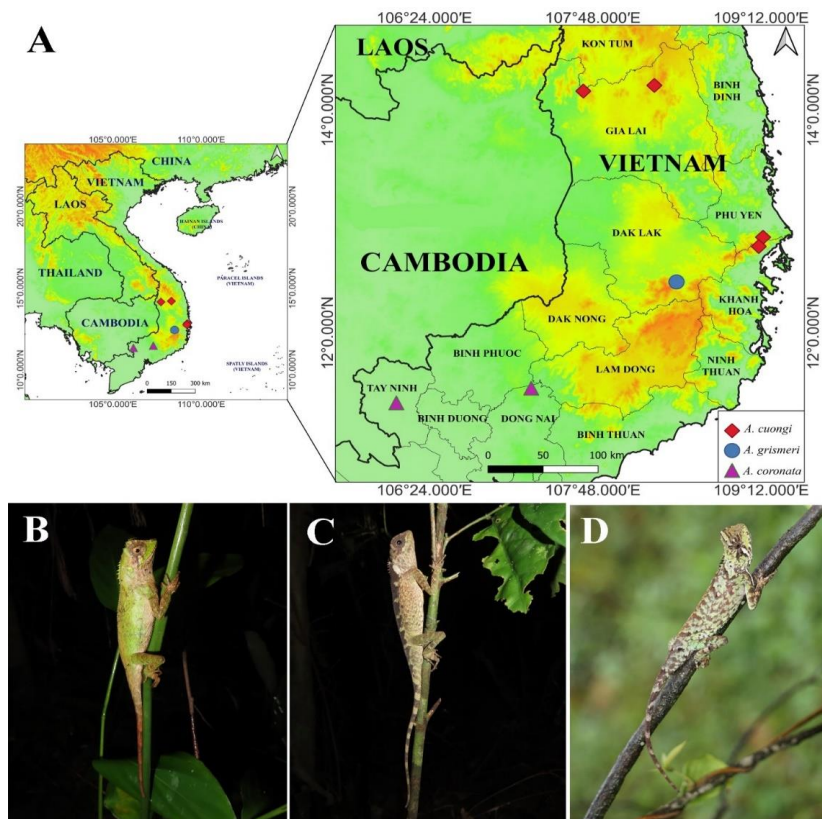 A
105°0.000'E 110°0.000'E
20°0.000'N
15°0.000'N
10°0.000'N
CHINA
VIETNAM
LAOS
HAINAN ISLANDS
(CHINA)
THAILAND
PARACEL ISLANDS
(VIETNAM)
CAMBODIA
SPATLY ISLANDS
(VIETNAM)
0 150 300 km
105°0.000'E 110°0.000'E
20°0.000'N
15°0.000'N
10°0.000'N
106°24.000'E 107°48.000'E 109°12.000'E
14°0.000'N
12°0.000'N
LAOS
KON TUM
BINH
DINH
GIA LAI
VIETNAM
PHU YEN
DAK LAK
CAMBODIA
KHANH
HOA
DAK NONG
BINH PHUOC
NINH
THUAN
LAM DONG
TAY NINH
BINH DUONG
DONG NAI
BINH THUAN
0 50 100 km
A. cuongi
A. grismeri
A. coronata
14°0.000'N
12°0.000'N
106°24.000'E 107°48.000'E 109°12.000'E
B
C
D